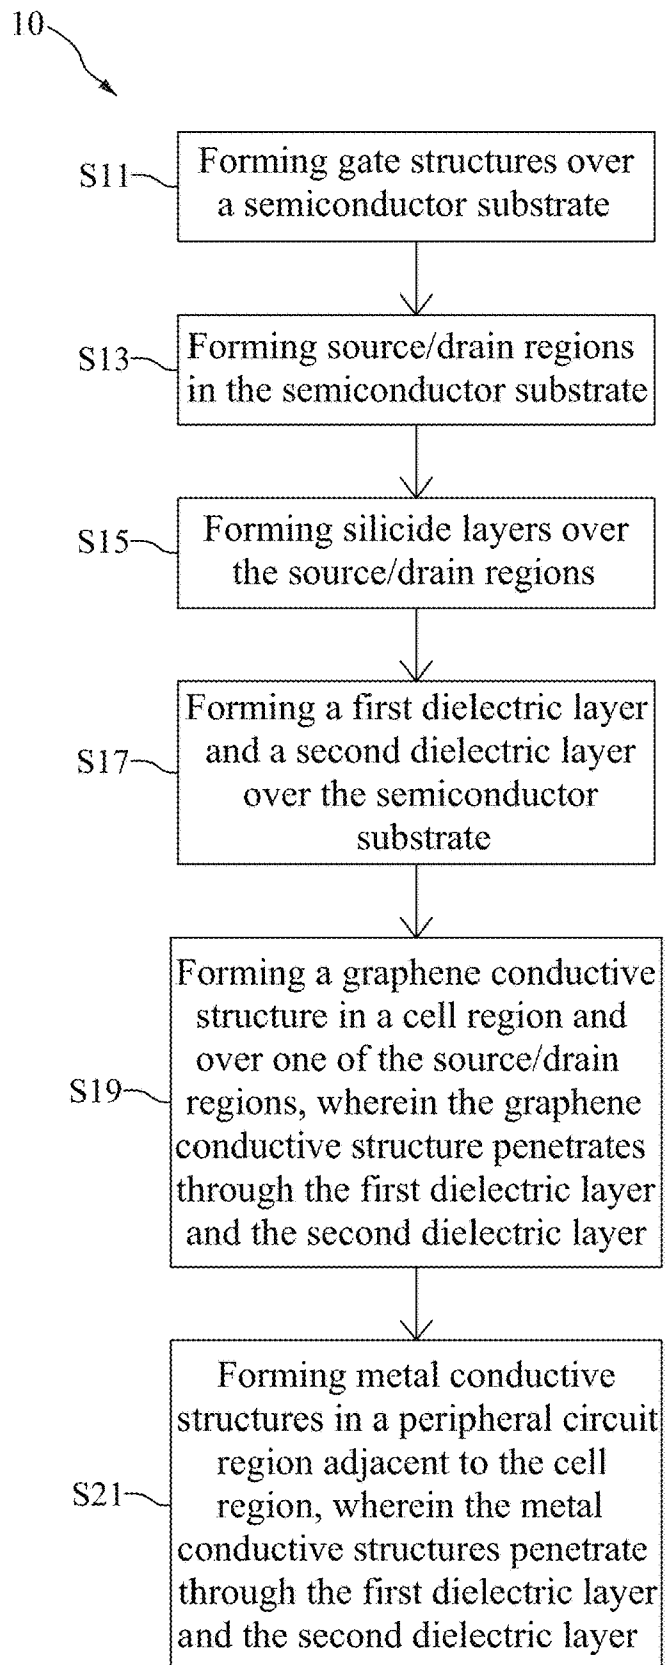 10
S11
Forming gate structures over
a semiconductor substrate
S13
Forming source/drain regions
in the semiconductor substrate
S15
Forming silicide layers over
the source/drain regions
S17
Forming a first dielectric layer
and a second dielectric layer
over the semiconductor
substrate
S19
Forming a graphene conductive
structure in a cell region and
over one of the source/drain
regions, wherein the graphene
conductive structure penetrates
through the first dielectric layer
and the second dielectric layer
S21
Forming metal conductive
structures in a peripheral circuit
region adjacent to the cell
region, wherein the metal
conductive structures penetrate
through the first dielectric layer
and the second dielectric layer